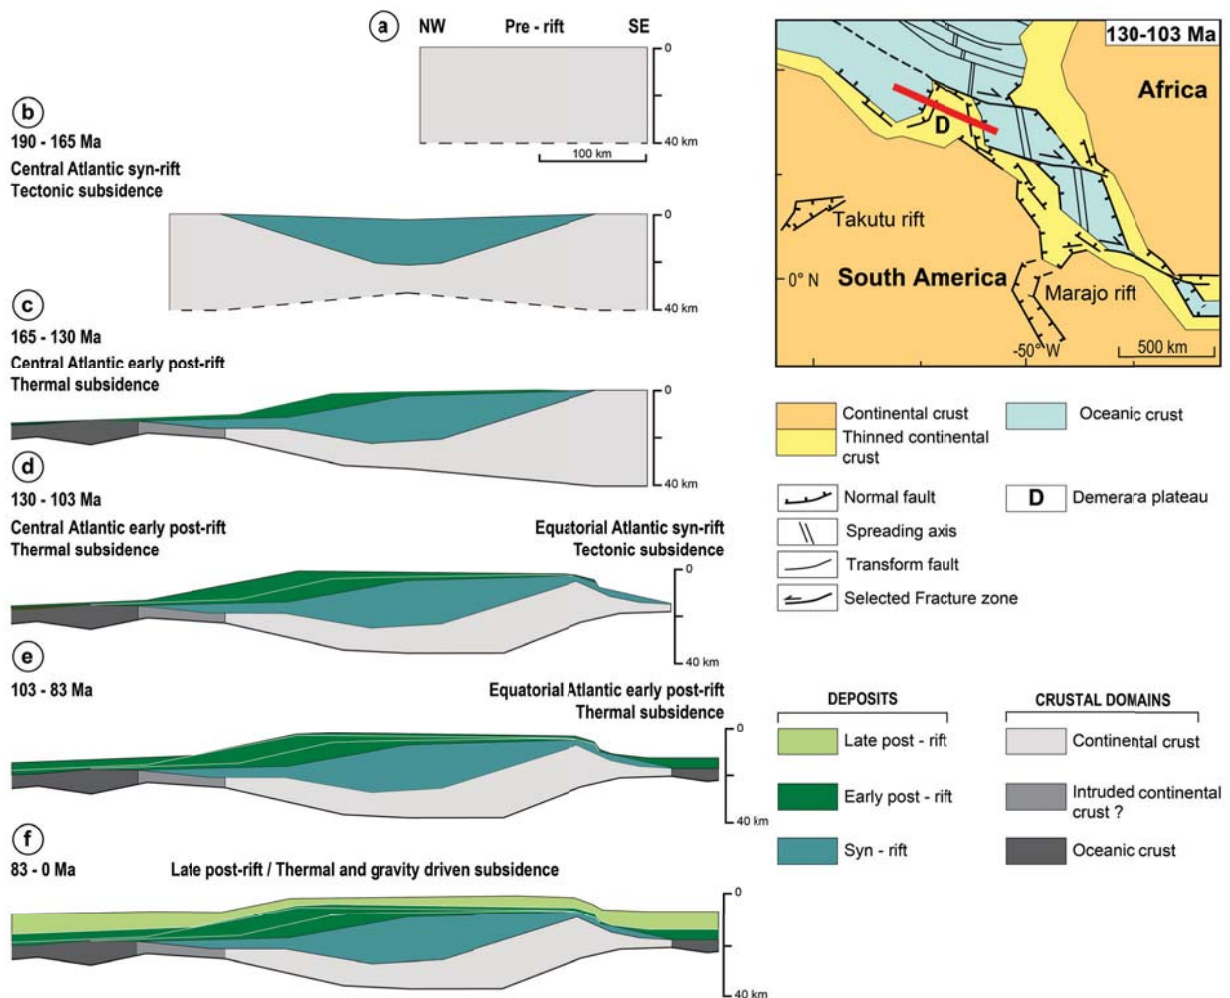 a
NW Pre - rift SE
0
40 km
100 km
b
190 - 165 Ma
Central Atlantic syn-rift
Tectonic subsidence
0
40 km
c
165 - 130 Ma
Central Atlantic early post-rift
Thermal subsidence
0
40 km
d
130 - 103 Ma
Central Atlantic early post-rift
Thermal subsidence
Equatorial Atlantic syn-rift
Tectonic subsidence
0
40 km
e
103 - 83 Ma
Equatorial Atlantic early post-rift
Thermal subsidence
0
40 km
f
83 - 0 Ma
Late post-rift / Thermal and gravity driven subsidence
0
40 km
130-103 Ma
Africa
D
Takutu rift
South America
0° N
Marajo rift
-50° W
500 km
Continental crust
Thinned continental
crust
Oceanic crust
Normal fault
D Demerara plateau
Spreading axis
Transform fault
Selected Fracture zone
DEPOSITS
Late post - rift
Early post - rift
Syn - rift
CRUSTAL DOMAINS
Continental crust
Intruded continental
crust ?
Oceanic crust